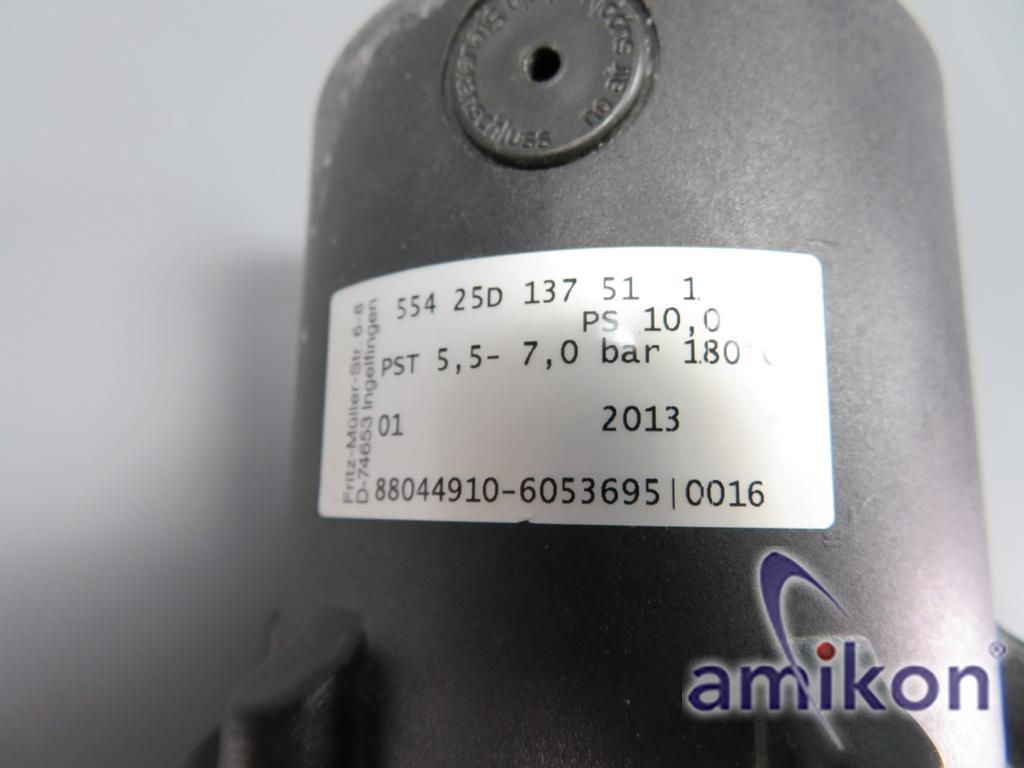 no air
554 25D 137 51 1
PS 10,0
PST 5,5- 7,0 bar 180°C
01 2013
88044910-6053695|0016
Fritz-Müller-Str. 6-8
D-74653 Ingelfingen
amikon®